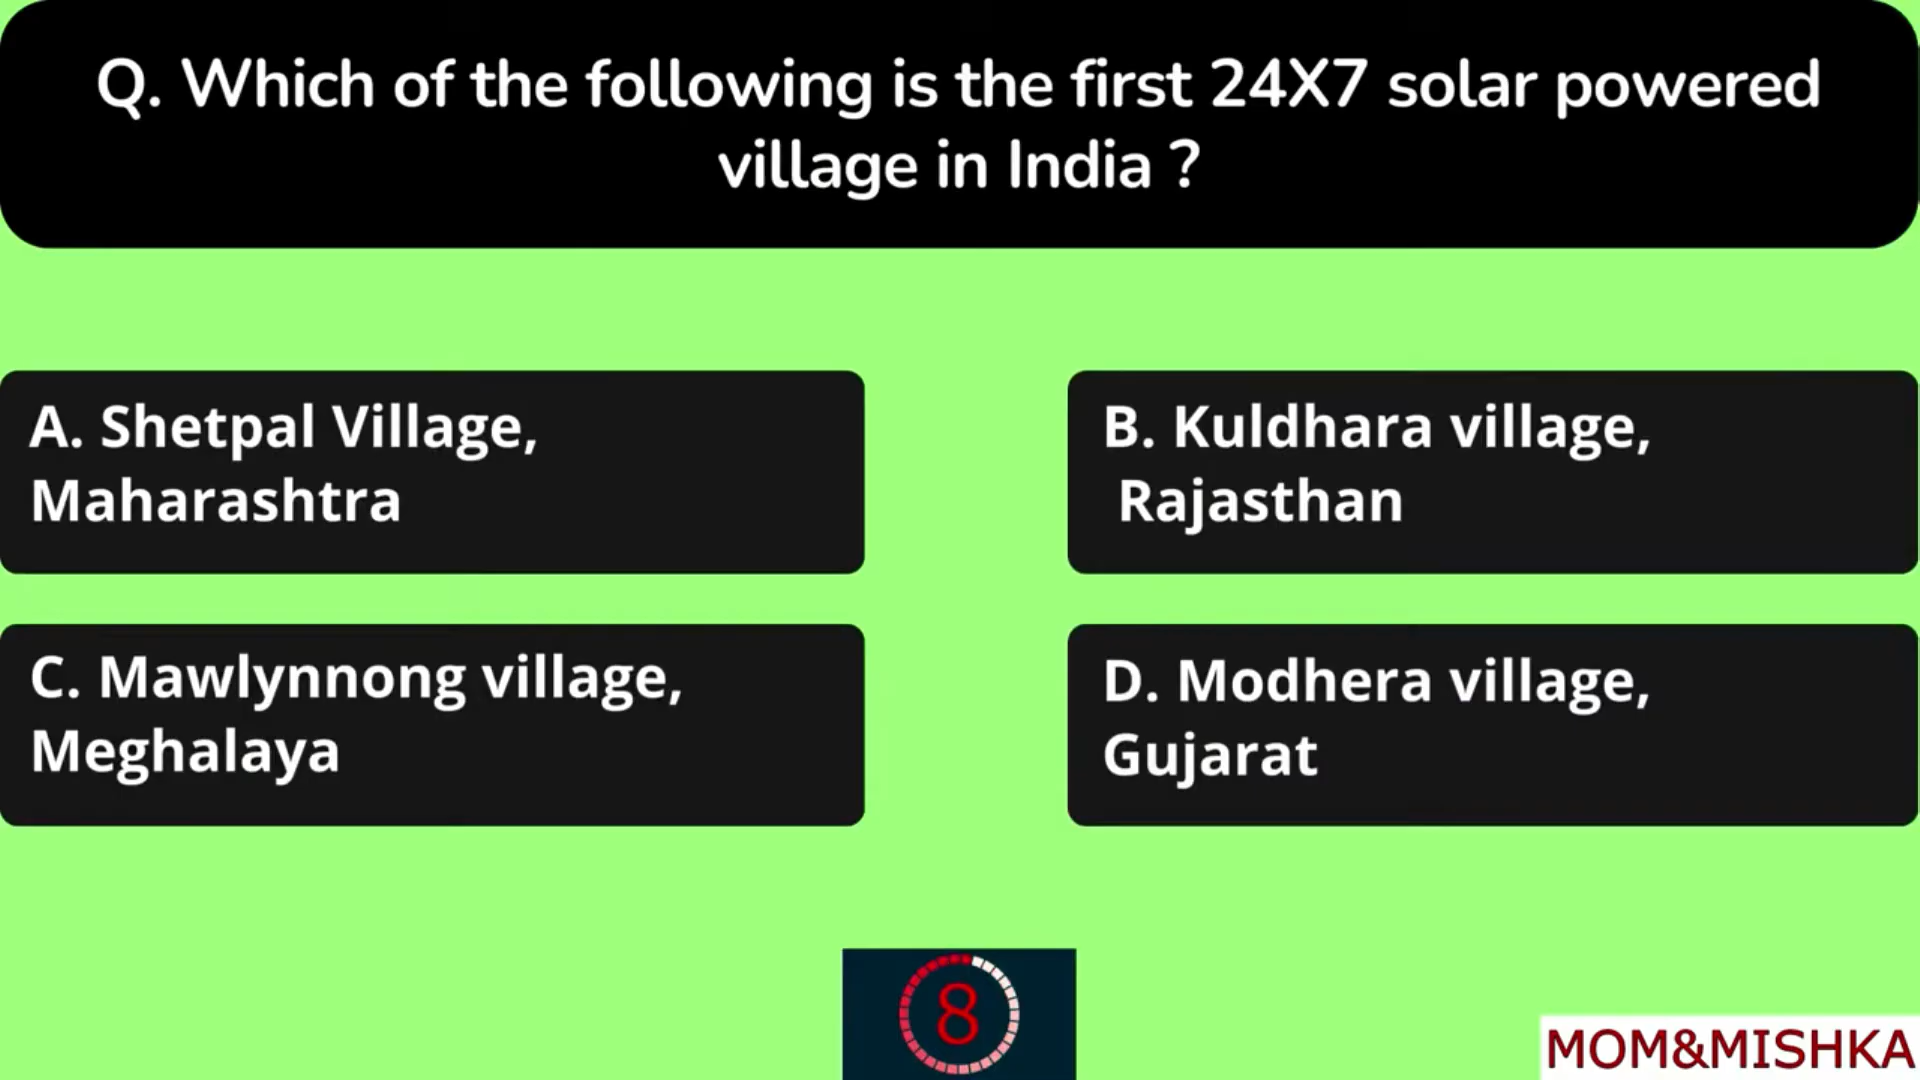 Q. Which of the following is the first 24X7 solar powered
village in India ?
A. Shetpal Village,
Maharashtra
B. Kuldhara village,
Rajasthan
C. Mawlynnong village,
Meghalaya
D. Modhera village,
Gujarat
8
MOM&MISHKA